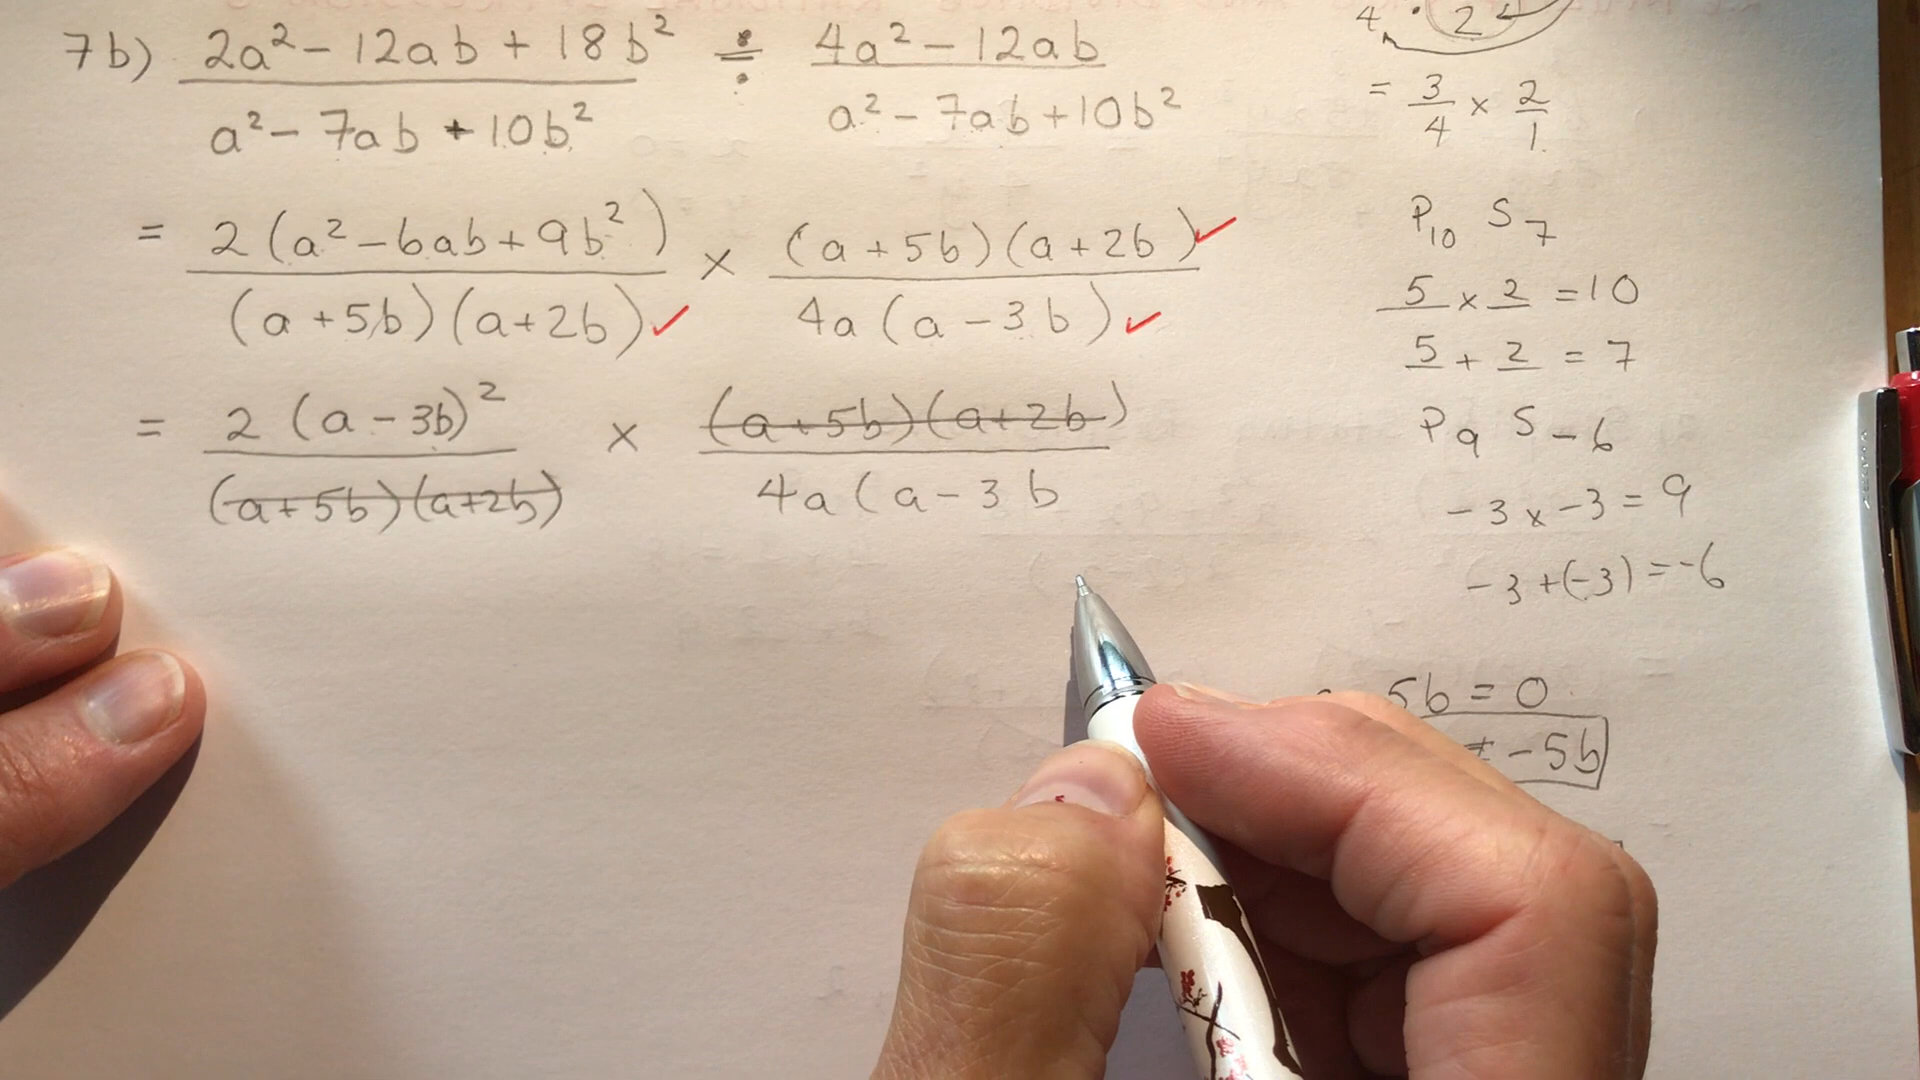 7b) 2a² - 12ab + 18b² ÷ 4a² - 12ab
a² - 7ab + 10b² a² - 7ab + 10b²
= 2(a² - 6ab + 9b²) × (a + 5b)(a + 2b) ✓
(a + 5b)(a + 2b) ✓ 4a(a - 3b) ✓
= 2(a - 3b)² × (a + 5b)(a + 2b)
(a + 5b)(a + 2b) 4a(a - 3b
4 . 2
= 3/4 × 2/1
P10 S7
5 × 2 = 10
5 + 2 = 7
P9 S-6
-3 × -3 = 9
-3 + (-3) = -6
5b = 0
≠ -5b